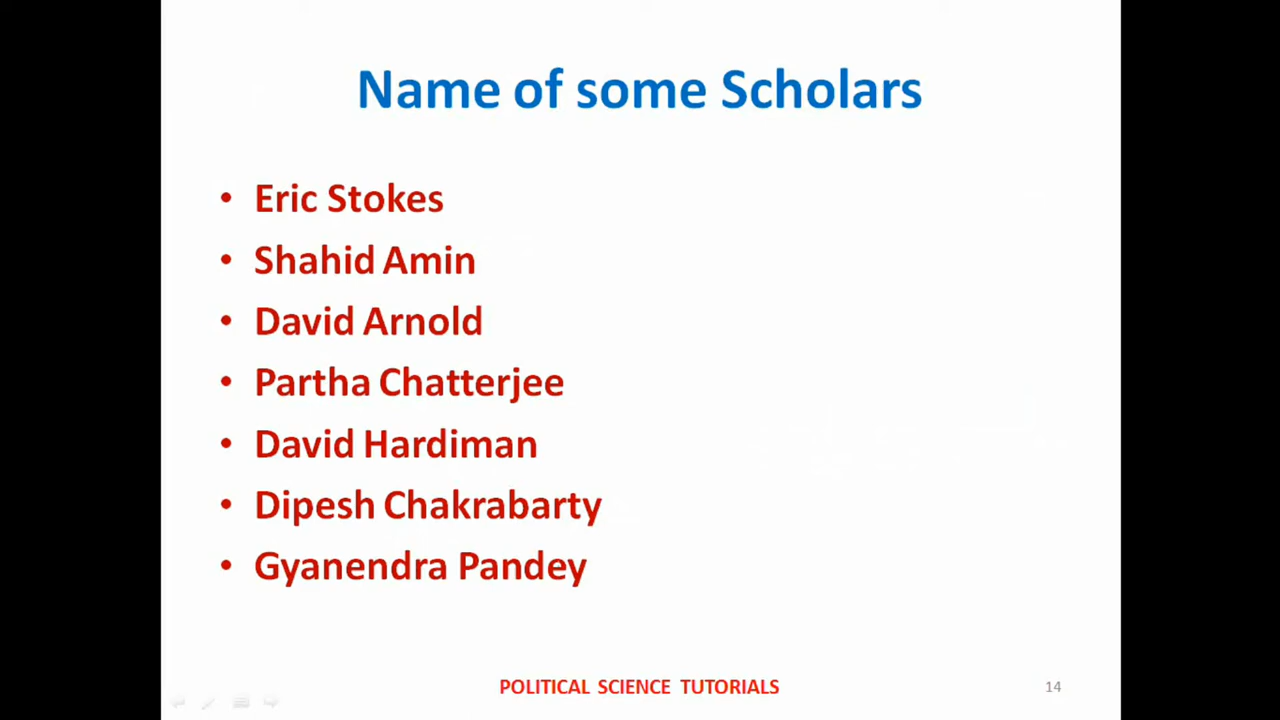 Name of some Scholars
• Eric Stokes
• Shahid Amin
• David Arnold
• Partha Chatterjee
• David Hardiman
• Dipesh Chakrabarty
• Gyanendra Pandey
POLITICAL SCIENCE TUTORIALS
14